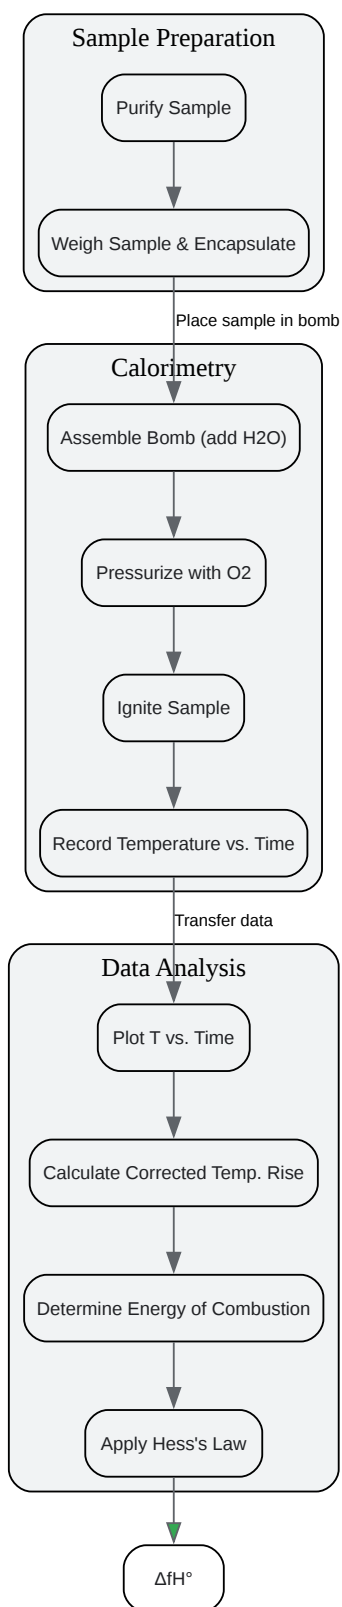 Sample Preparation
Purify Sample
Weigh Sample & Encapsulate
Place sample in bomb
Calorimetry
Assemble Bomb (add H2O)
Pressurize with O2
Ignite Sample
Record Temperature vs. Time
Transfer data
Data Analysis
Plot T vs. Time
Calculate Corrected Temp. Rise
Determine Energy of Combustion
Apply Hess's Law
ΔfH°